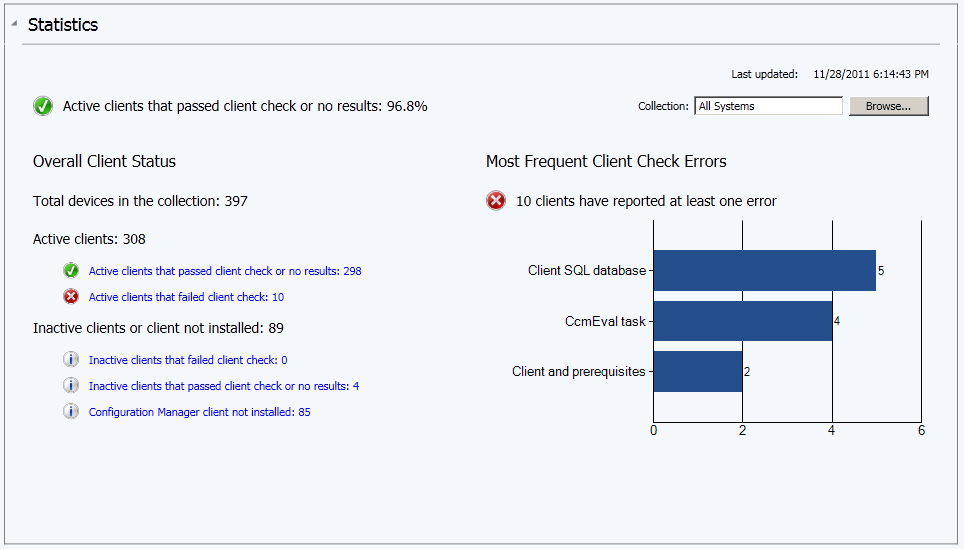 Statistics
Last updated: 11/28/2011 6:14:43 PM
Active clients that passed client check or no results: 96.8%
Collection: All Systems Browse...
Overall Client Status
Total devices in the collection: 397
Active clients: 308
Active clients that passed client check or no results: 298
Active clients that failed client check: 10
Inactive clients or client not installed: 89
Inactive clients that failed client check: 0
Inactive clients that passed client check or no results: 4
Configuration Manager client not installed: 85
Most Frequent Client Check Errors
10 clients have reported at least one error
Client SQL database 5
CcmEval task 4
Client and prerequisites 2
0 2 4 6